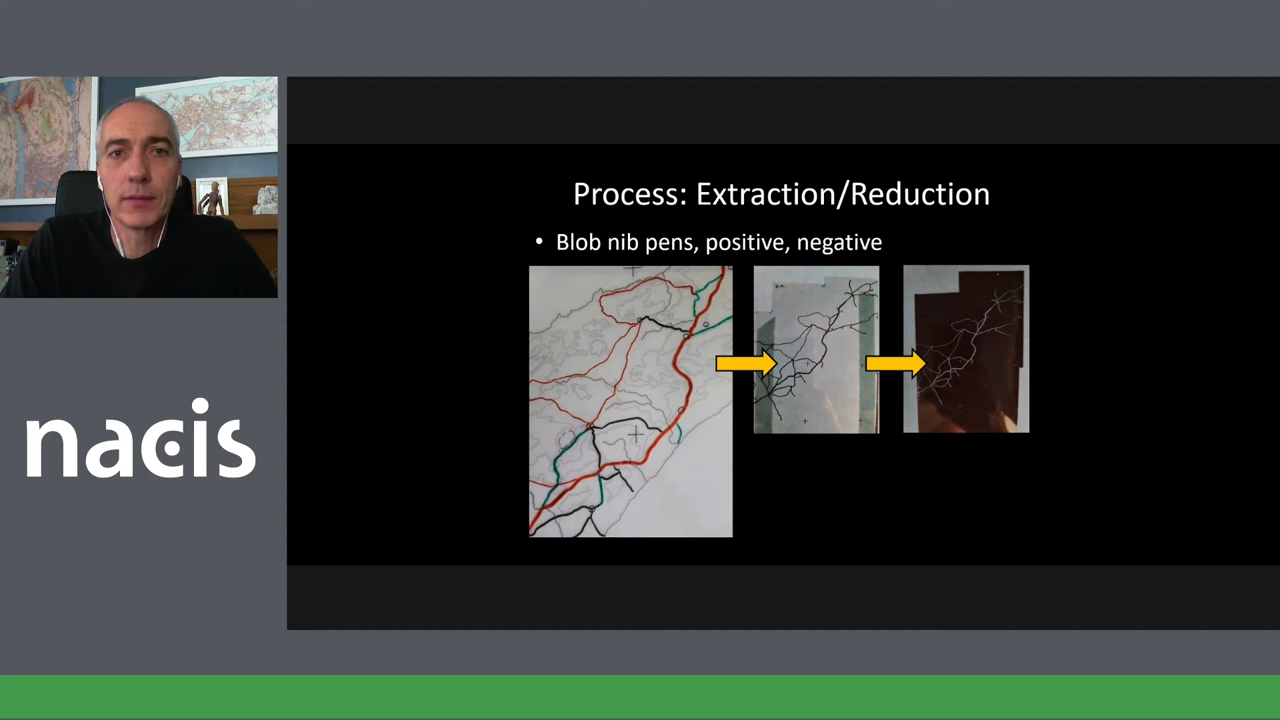 Process: Extraction/Reduction
• Blob nib pens, positive, negative
nacis